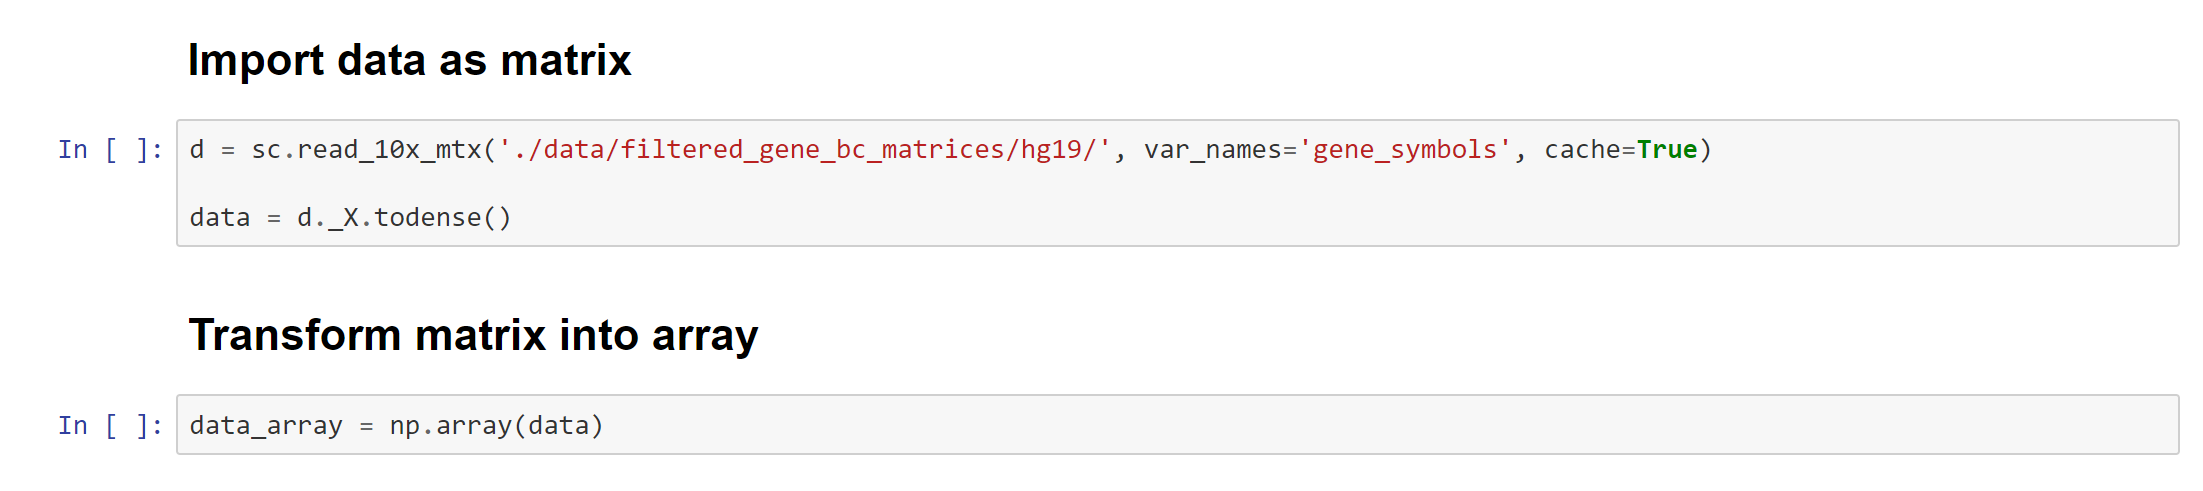 Import data as matrix
In [ ]: d = sc.read_10x_mtx('./data/filtered_gene_bc_matrices/hg19/', var_names='gene_symbols', cache=True)
data = d._X.todense()
Transform matrix into array
In [ ]: data_array = np.array(data)